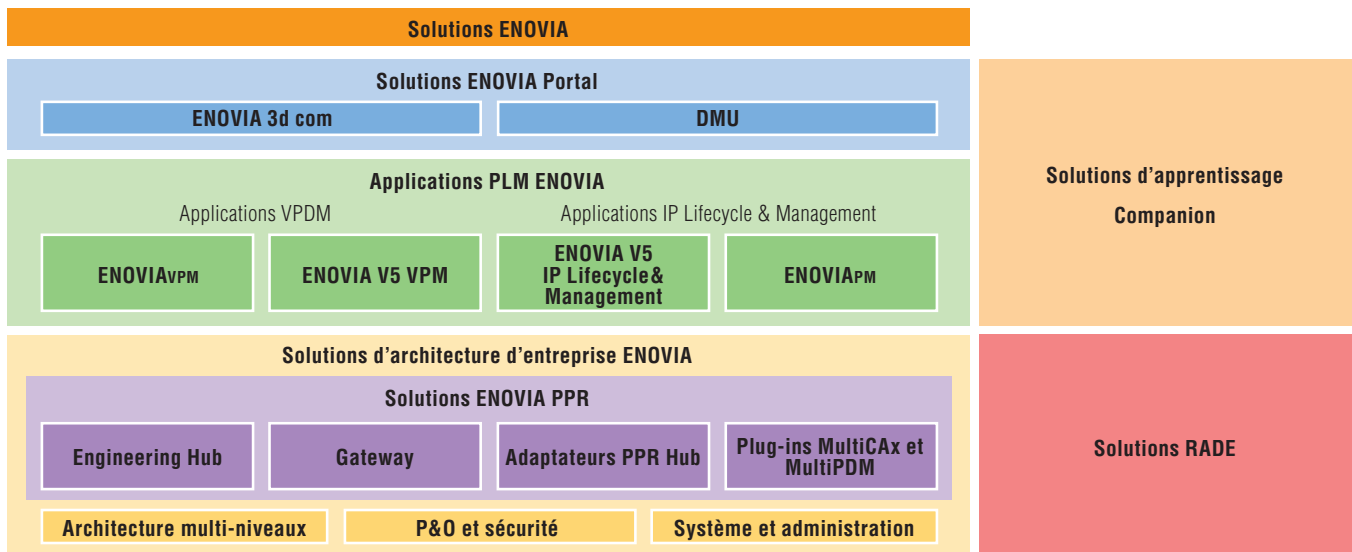 Solutions ENOVIA
Solutions ENOVIA Portal
ENOVIA 3d com
DMU
Applications PLM ENOVIA
Applications VPDM
Applications IP Lifecycle & Management
ENOVIAVPM
ENOVIA V5 VPM
ENOVIA V5
IP Lifecycle&
Management
ENOVIAPM
Solutions d'apprentissage
Companion
Solutions d'architecture d'entreprise ENOVIA
Solutions ENOVIA PPR
Engineering Hub
Gateway
Adaptateurs PPR Hub
Plug-ins MultiCAx et
MultiPDM
Architecture multi-niveaux
P&O et sécurité
Système et administration
Solutions RADE